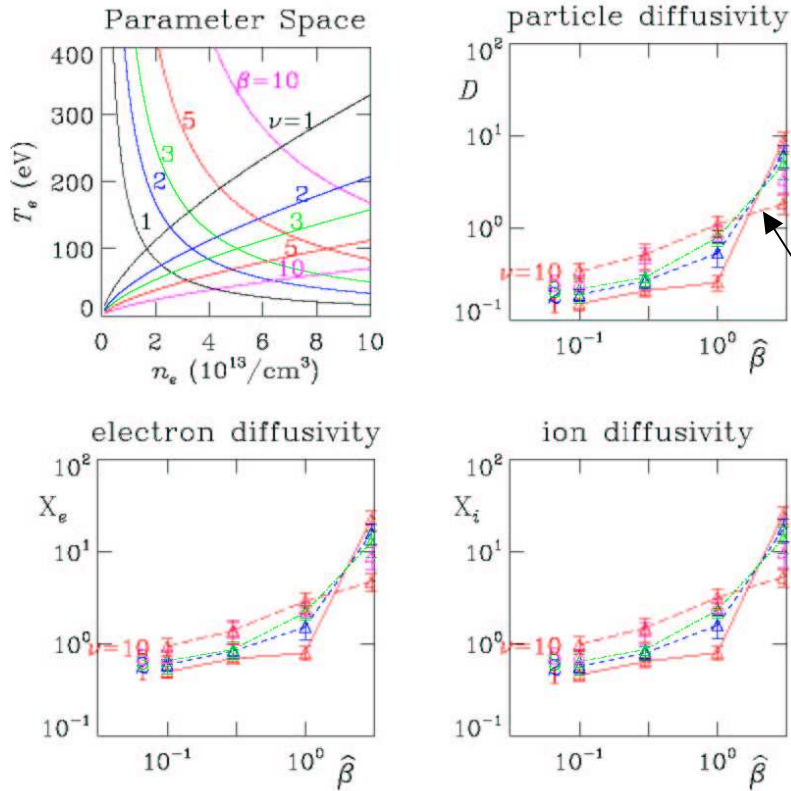 Parameter Space
400
300
200
100
0
T_e (eV)
β=10
ν=1
5
3
2
1
2
3
5
10
0 2 4 6 8 10
n_e (10^13/cm^3)
particle diffusivity
D
10^2
10^1
10^0
10^-1
ν=10
10^-1 10^0 β̂
electron diffusivity
X_e
10^2
10^1
10^0
10^-1
ν=10
10^-1 10^0 β̂
ion diffusivity
X_i
10^2
10^1
10^0
10^-1
ν=10
10^-1 10^0 β̂